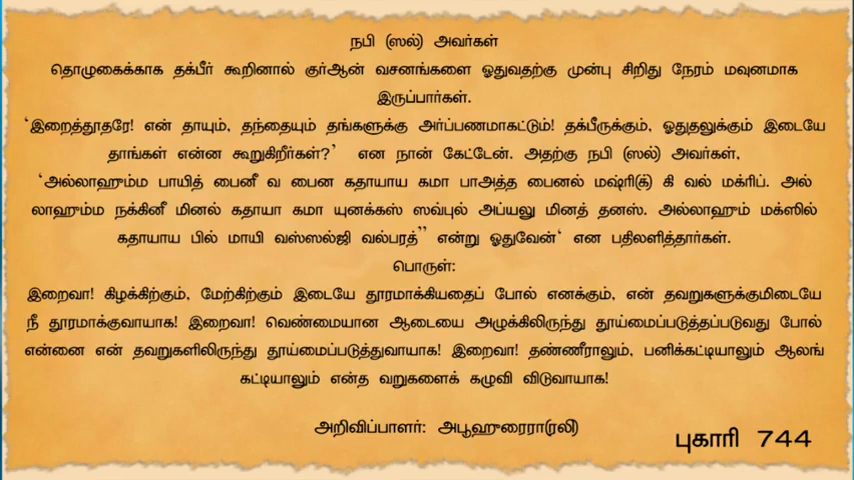 நபி (ஸல்) அவர்கள்
தொழுகைக்காக தக்பீர் கூறினால் குர்ஆன் வசனங்களை ஓதுவதற்கு முன்பு சிறிது நேரம் மவுனமாக
இருப்பார்கள்.
‘இறைத்தூதரே! என் தாயும், தந்தையும் தங்களுக்கு அர்ப்பணமாகட்டும்! தக்பீருக்கும், ஓதுதலுக்கும் இடையே
தாங்கள் என்ன கூறுகிறீர்கள்?’ என நான் கேட்டேன். அதற்கு நபி (ஸல்) அவர்கள்,
‘அல்லாஹும்ம பாயித் பைனீ வ பைன கதாயாய கமா பாஅத்த பைனல் மஷ்ரி(க்) கி வல் மக்ரிப். அல்
லாஹும்ம நக்கினீ மினல் கதாயா கமா யுனக்கஸ் ஸவ்புல் அப்யலு மினத் தனஸ். அல்லாஹும் மக்ஸில்
கதாயாய பில் மாயி வஸ்ஸல்ஜி வல்பரத்” என்று ஓதுவேன்‘ என பதிலளித்தார்கள்.
பொருள்:
இறைவா! கிழக்கிற்கும், மேற்கிற்கும் இடையே தூரமாக்கியதைப் போல் எனக்கும், என் தவறுகளுக்குமிடையே
நீ தூரமாக்குவாயாக! இறைவா! வெண்மையான ஆடையை அழுக்கிலிருந்து தூய்மைப்படுத்தப்படுவது போல்
என்னை என் தவறுகளிலிருந்து தூய்மைப்படுத்துவாயாக! இறைவா! தண்ணீராலும், பனிக்கட்டியாலும் ஆலங்
கட்டியாலும் என்த வறுகளைக் கழுவி விடுவாயாக!
அறிவிப்பாளர்: அபூஹுரைரா(ரலி)
புகாரி 744